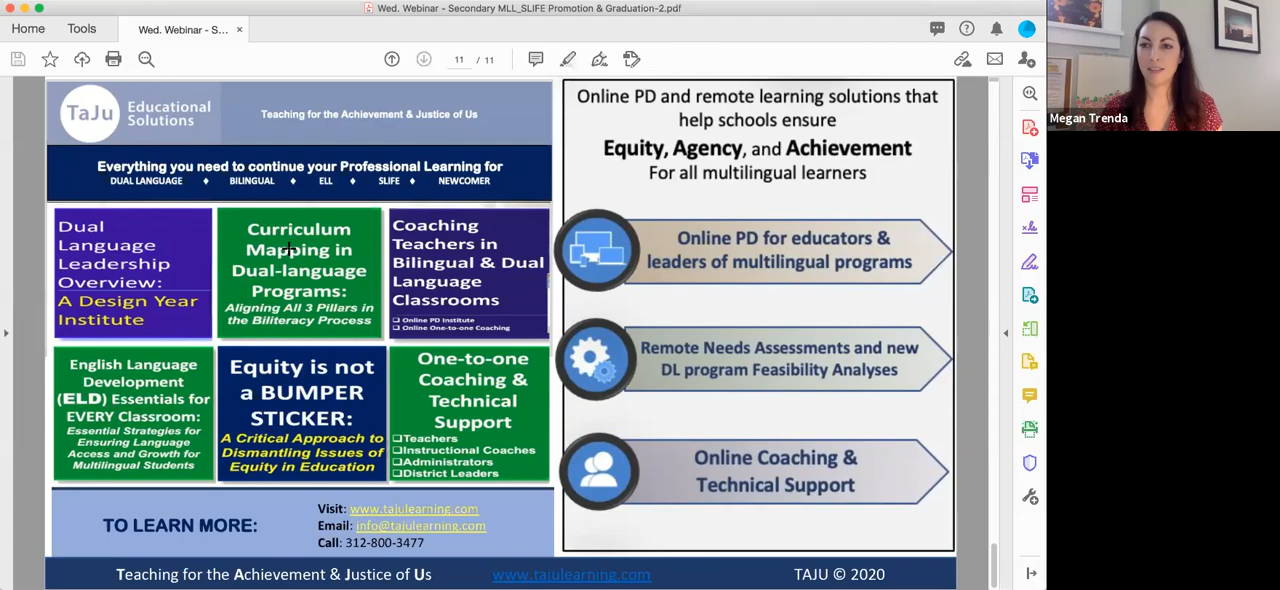 Wed. Webinar - Secondary MLL_SLIFE Promotion & Graduation-2.pdf
Home
Tools
Wed. Webinar - S...
11 / 11
Megan Trenda
TaJu
Educational
Solutions
Teaching for the Achievement & Justice of Us
Everything you need to continue your Professional Learning for
DUAL LANGUAGE ♦ BILINGUAL ♦ ELL ♦ SLIFE ♦ NEWCOMER
Dual
Language
Leadership
Overview:
A Design Year
Institute
Curriculum
Mapping in
Dual-language
Programs:
Aligning All 3 Pillars in
the Biliteracy Process
Coaching
Teachers in
Bilingual & Dual
Language
Classrooms
❑ Online PD Institute
❑ Online One-to-one Coaching
English Language
Development
(ELD) Essentials for
EVERY Classroom:
Essential Strategies for
Ensuring Language
Access and Growth for
Multilingual Students
Equity is not
a BUMPER
STICKER:
A Critical Approach to
Dismantling Issues of
Equity in Education
One-to-one
Coaching &
Technical
Support
❑Teachers
❑Instructional Coaches
❑Administrators
❑District Leaders
TO LEARN MORE:
Visit: www.tajulearning.com
Email: info@tajulearning.com
Call: 312-800-3477
Online PD and remote learning solutions that
help schools ensure
Equity, Agency, and Achievement
For all multilingual learners
Online PD for educators &
leaders of multilingual programs
Remote Needs Assessments and new
DL program Feasibility Analyses
Online Coaching &
Technical Support
Teaching for the Achievement & Justice of Us
www.tajulearning.com
TAJU © 2020